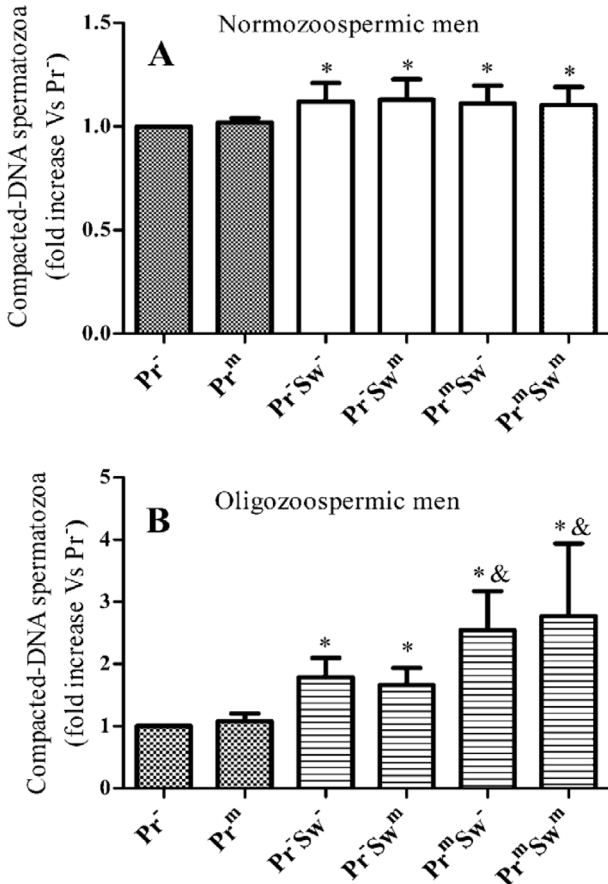 Normozoospermic men
A
Compacted-DNA spermatozoa
(fold increase Vs Pr⁻)
1.5
1.0
0.5
0.0
* * * *
Pr⁻ Prᵐ Pr⁻Sw⁻ Pr⁻Swᵐ PrᵐSw⁻ PrᵐSwᵐ
B
Oligozoospermic men
Compacted-DNA spermatozoa
(fold increase Vs Pr⁻)
5
4
3
2
1
0
* * *& *&
Pr⁻ Prᵐ Pr⁻Sw⁻ Pr⁻Swᵐ PrᵐSw⁻ PrᵐSwᵐ